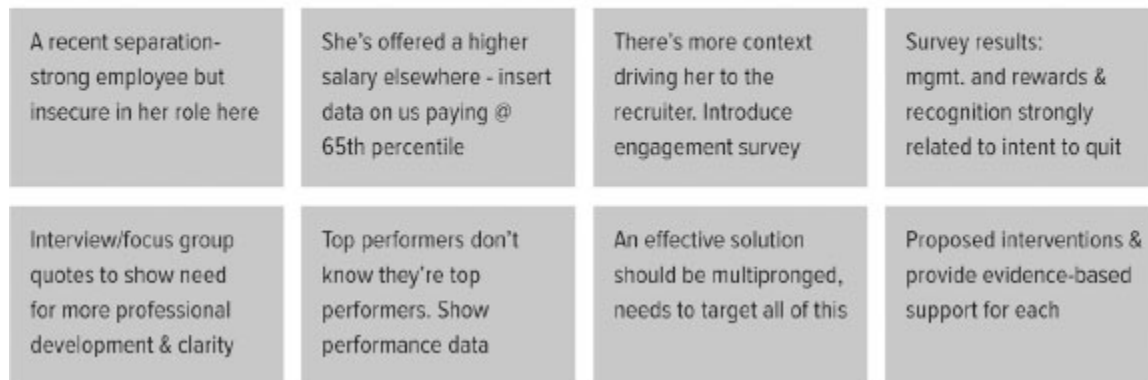 A recent separation-
strong employee but
insecure in her role here
She's offered a higher
salary elsewhere - insert
data on us paying @
65th percentile
There's more context
driving her to the
recruiter. Introduce
engagement survey
Survey results:
mgmt. and rewards &
recognition strongly
related to intent to quit
Interview/focus group
quotes to show need
for more professional
development & clarity
Top performers don't
know they're top
performers. Show
performance data
An effective solution
should be multipronged,
needs to target all of this
Proposed interventions &
provide evidence-based
support for each